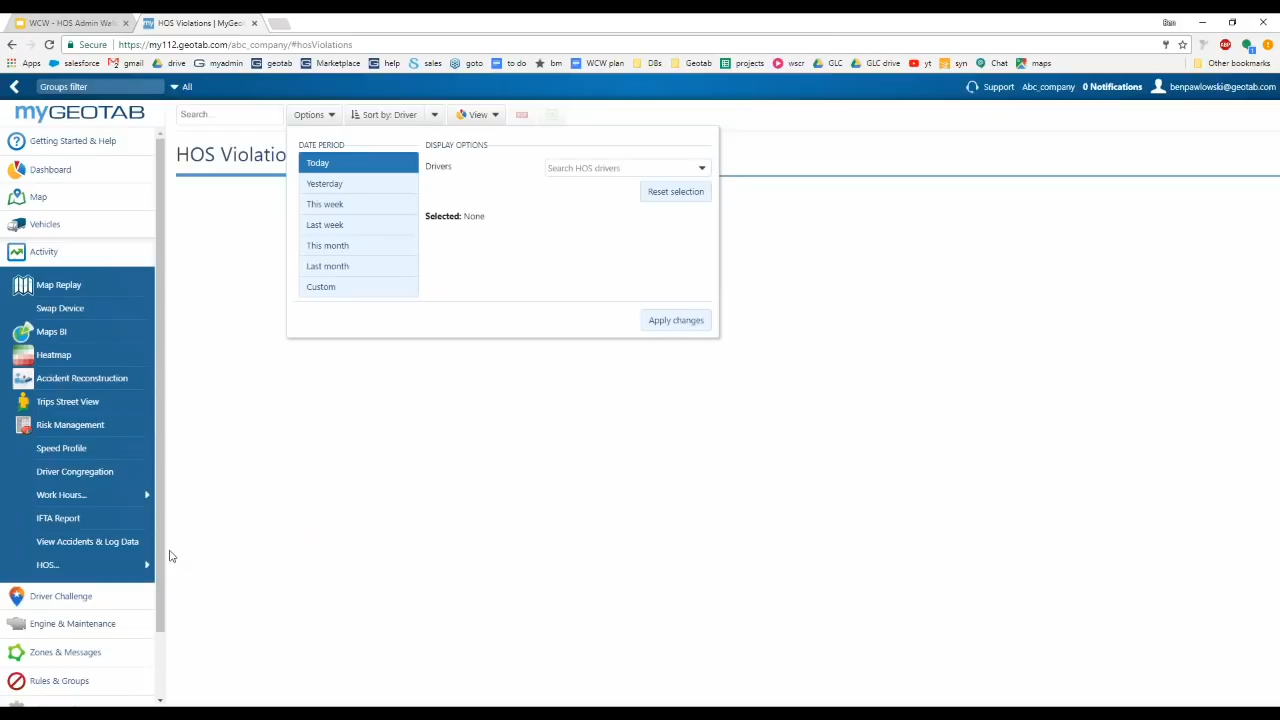 WCW - HOS Admin Wal
HOS Violations | MyGeo
Ben
Secure
https://my112.geotab.com/abc_company/#hosViolations
Apps
salesforce
gmail
drive
myadmin
geotab
Marketplace
help
sales
goto
to do
bm
WCW plan
DBs
Geotab
projects
wscr
GLC
GLC drive
yt
syn
Chat
maps
Other bookmarks
Groups filter
All
Support
Abc_company
0 Notifications
benpawlowski@geotab.com
myGEOTAB
Search...
Options
Sort by: Driver
View
Getting Started & Help
Dashboard
Map
Vehicles
Activity
Map Replay
Swap Device
Maps BI
Heatmap
Accident Reconstruction
Trips Street View
Risk Management
Speed Profile
Driver Congregation
Work Hours...
IFTA Report
View Accidents & Log Data
HOS...
Driver Challenge
Engine & Maintenance
Zones & Messages
Rules & Groups
HOS Violatio
DATE PERIOD
Today
Yesterday
This week
Last week
This month
Last month
Custom
DISPLAY OPTIONS
Drivers
Search HOS drivers
Reset selection
Selected: None
Apply changes